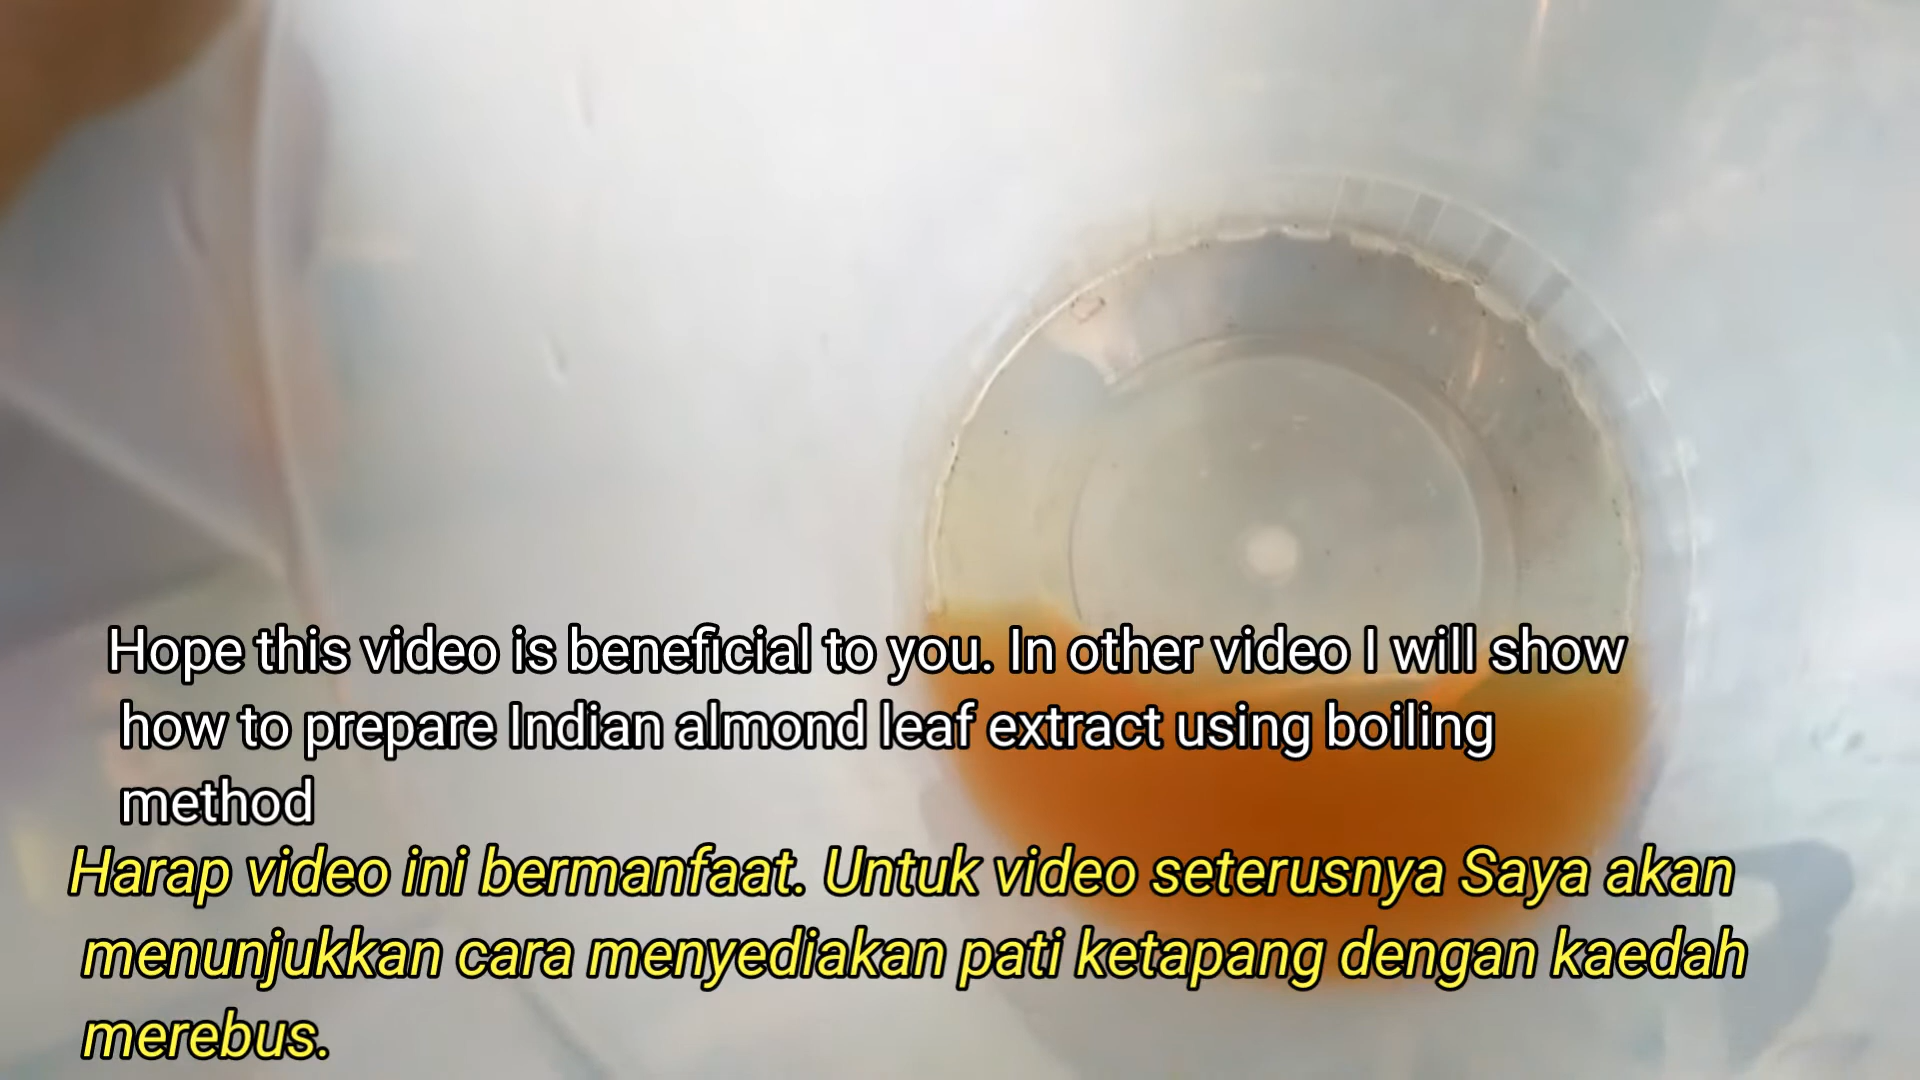 Hope this video is beneficial to you. In other video I will show
how to prepare Indian almond leaf extract using boiling
method
Harap video ini bermanfaat. Untuk video seterusnya Saya akan
menunjukkan cara menyediakan pati ketapang dengan kaedah
merebus.